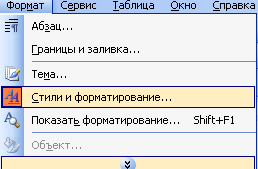 Формат Сервис Таблица Окно Справка
Абзац...
Границы и заливка...
Тема...
Стили и форматирование...
Показать форматирование... Shift+F1
Объект...